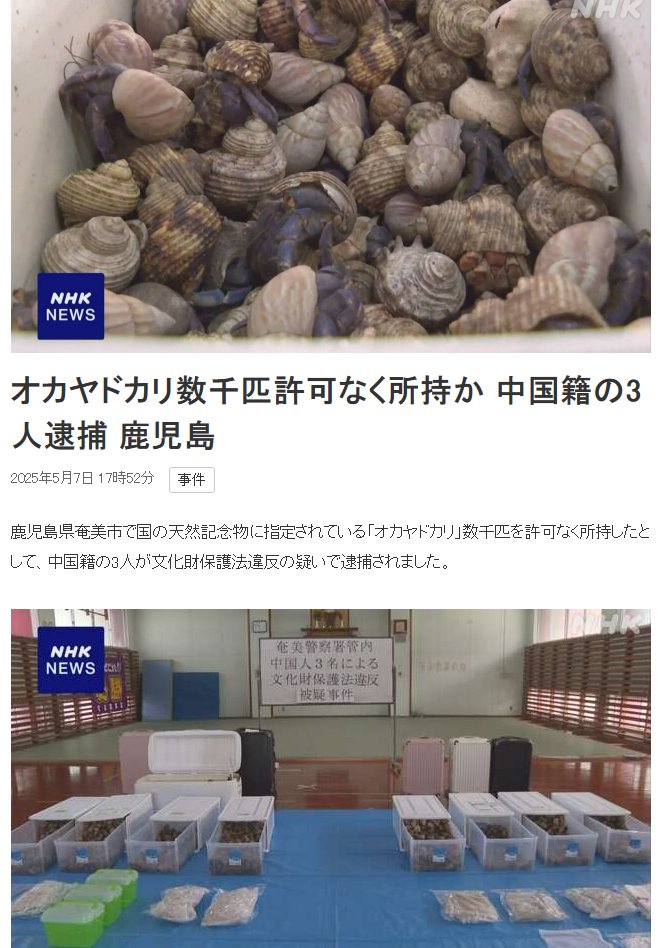 NHK
NHK
NEWS
オカヤドカリ数千匹許可なく所持か 中国籍の3
人逮捕 鹿児島
2025年5月7日 17時52分 事件
鹿児島県奄美市で国の天然記念物に指定されている「オカヤドカリ」数千匹を許可なく所持したと
して、中国籍の3人が文化財保護法違反の疑いで逮捕されました。
NHK
NHK
NEWS
奄美警察署管内
中国人3名による
文化財保護法違反
被疑事件